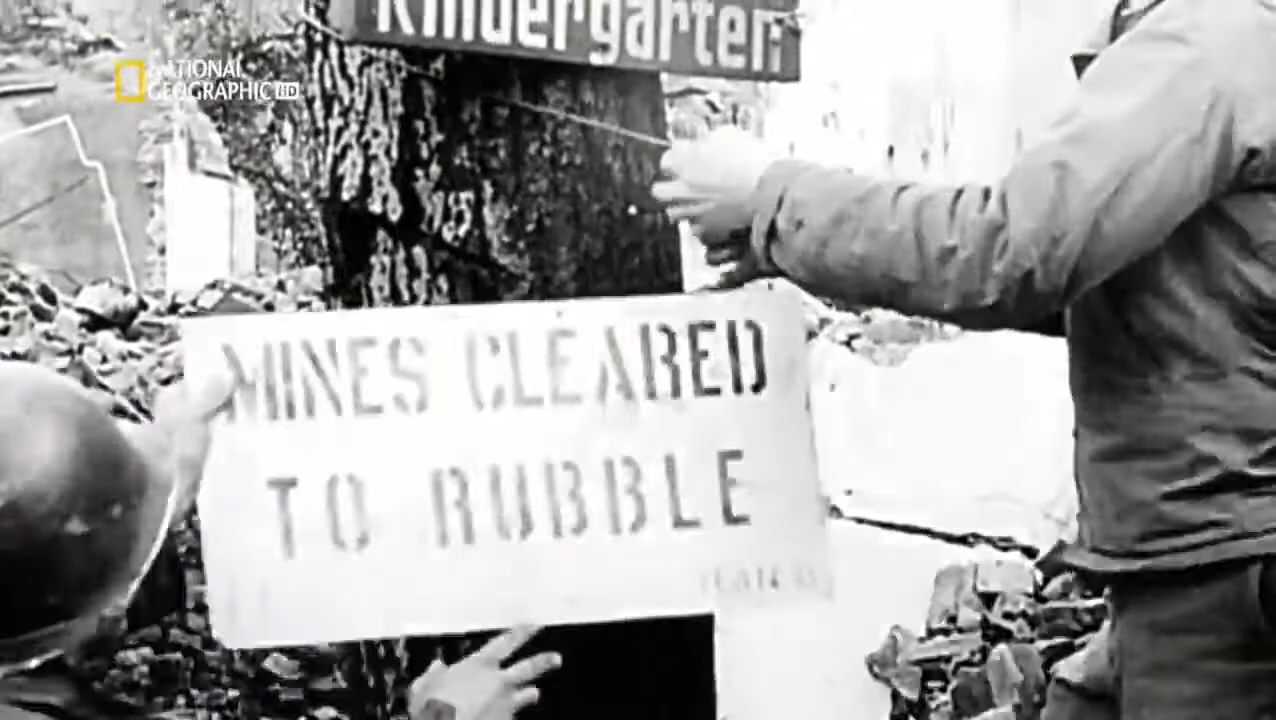 Kindergarten
NATIONAL
GEOGRAPHIC HD
MINES CLEARED
TO RUBBLE